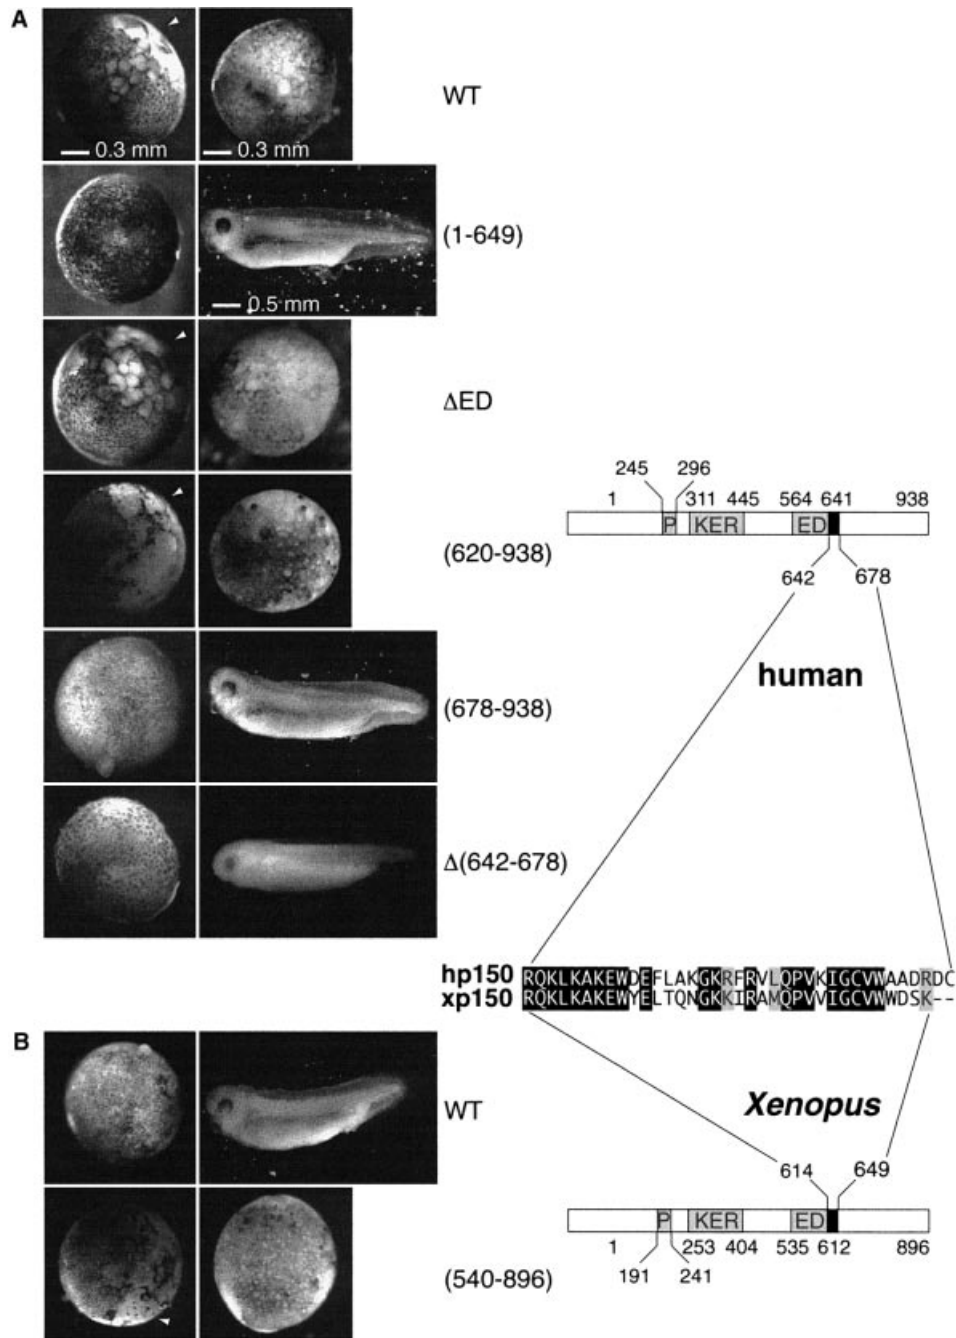 A
WT
0.3 mm 0.3 mm
(1-649)
0.5 mm
ΔED
245 296
1 311 445 564 641 938
P KER ED
(620-938)
642 678
human
(678-938)
Δ(642-678)
hp150 RQKLKAKEWDEFLAKGKRFRVLQPVKIGCVWAADRDC
xp150 RQKLKAKEWYELTQNGKKIRAMQPVVIGCVWWDSK--
B
Xenopus
WT
614 649
P KER ED
1 253 404 535 612 896
191 241
(540-896)